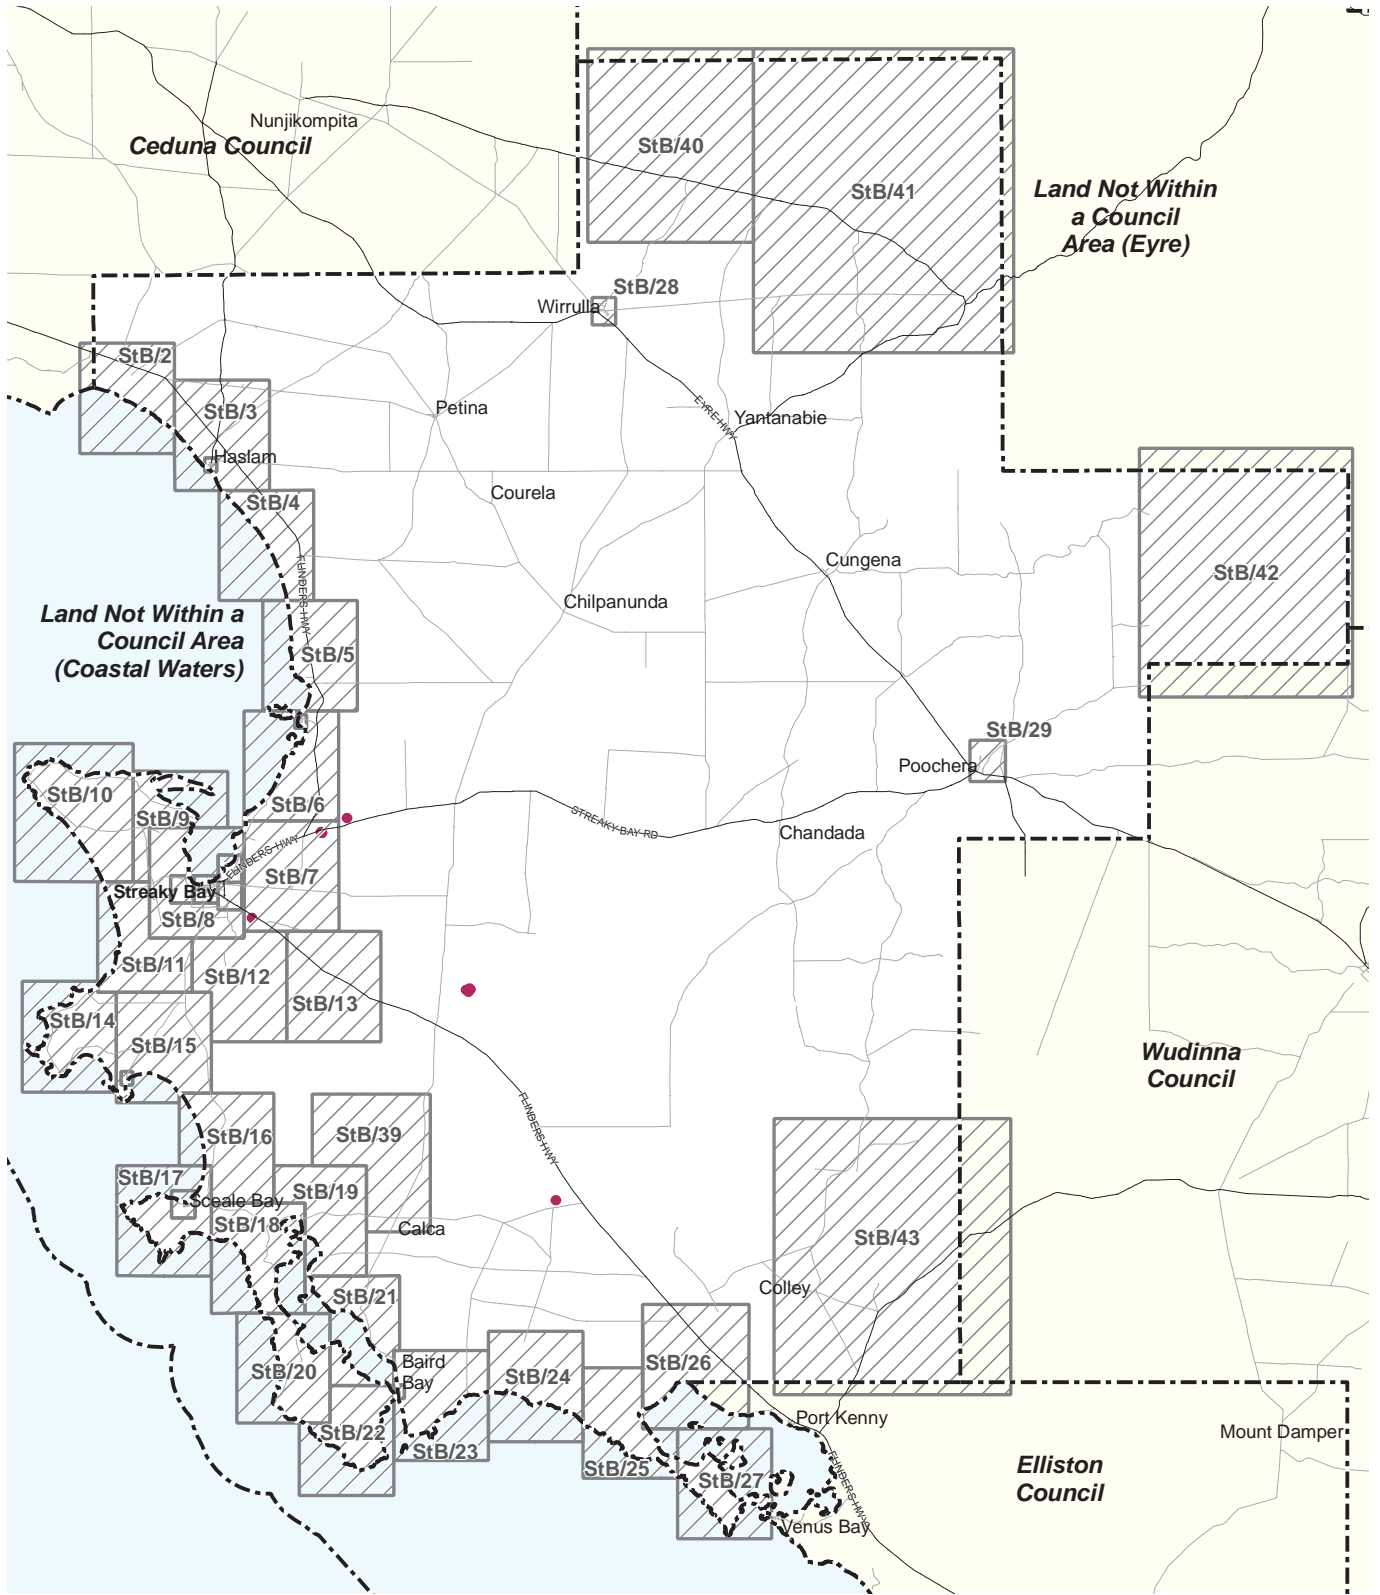 Nunjikompita
Ceduna Council
StB/40
StB/41
Land Not Within
a Council
Area (Eyre)
StB/28
Wirrulla
StB/2
StB/3
Petina
EYRE HWY
Yantanabie
Haslam
Courela
StB/4
FLINDERS HWY
Cungena
StB/42
Chilpanunda
Land Not Within a
Council Area
(Coastal Waters)
StB/5
StB/29
Poochera
StB/10
StB/9
StB/6
STREAKY BAY RD
Chandada
FLINDERS HWY
StB/7
Streaky Bay
StB/8
StB/11
StB/12
StB/13
StB/14
StB/15
Wudinna
Council
FLINDERS HWY
StB/16
StB/39
StB/17
Sceale Bay
StB/19
StB/18
Calca
StB/43
Colley
StB/21
StB/20
Baird
Bay
StB/24
StB/26
Port Kenny
StB/22
StB/23
StB/25
StB/27
FLINDERS HWY
Mount Damper
Elliston
Council
Venus Bay